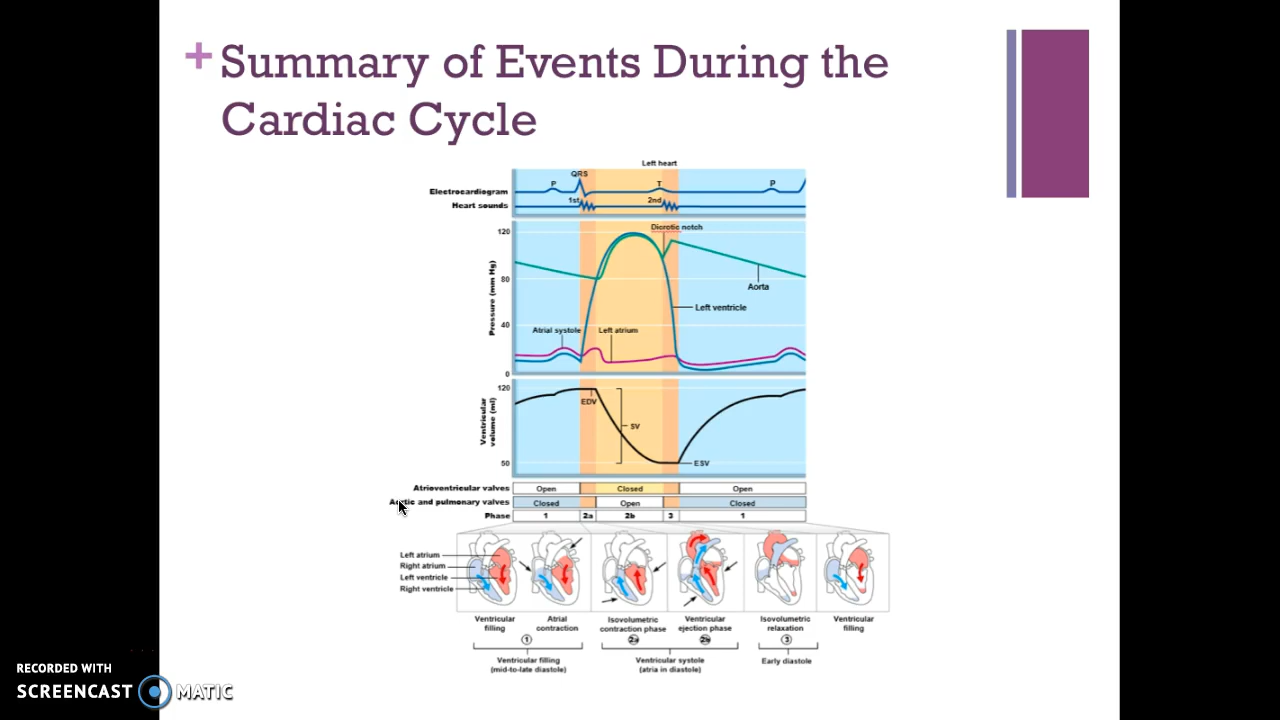 + Summary of Events During the
Cardiac Cycle
Left heart
QRS
P
T
P
Electrocardiogram
Heart sounds
1st
2nd
Dicrotic notch
120
80
40
0
Pressure (mm Hg)
Aorta
Left ventricle
Atrial systole
Left atrium
120
50
Ventricular
volume (ml)
EDV
SV
ESV
Atrioventricular valves
Open
Closed
Open
Aortic and pulmonary valves
Closed
Open
Closed
Phase
1
2a
2b
3
1
Left atrium
Right atrium
Left ventricle
Right ventricle
Ventricular
filling
Atrial
contraction
Isovolumetric
contraction phase
Ventricular
ejection phase
Isovolumetric
relaxation
Ventricular
filling
1
2a
2b
3
Ventricular filling
(mid-to-late diastole)
Ventricular systole
(atria in diastole)
Early diastole
RECORDED WITH
SCREENCAST MATIC